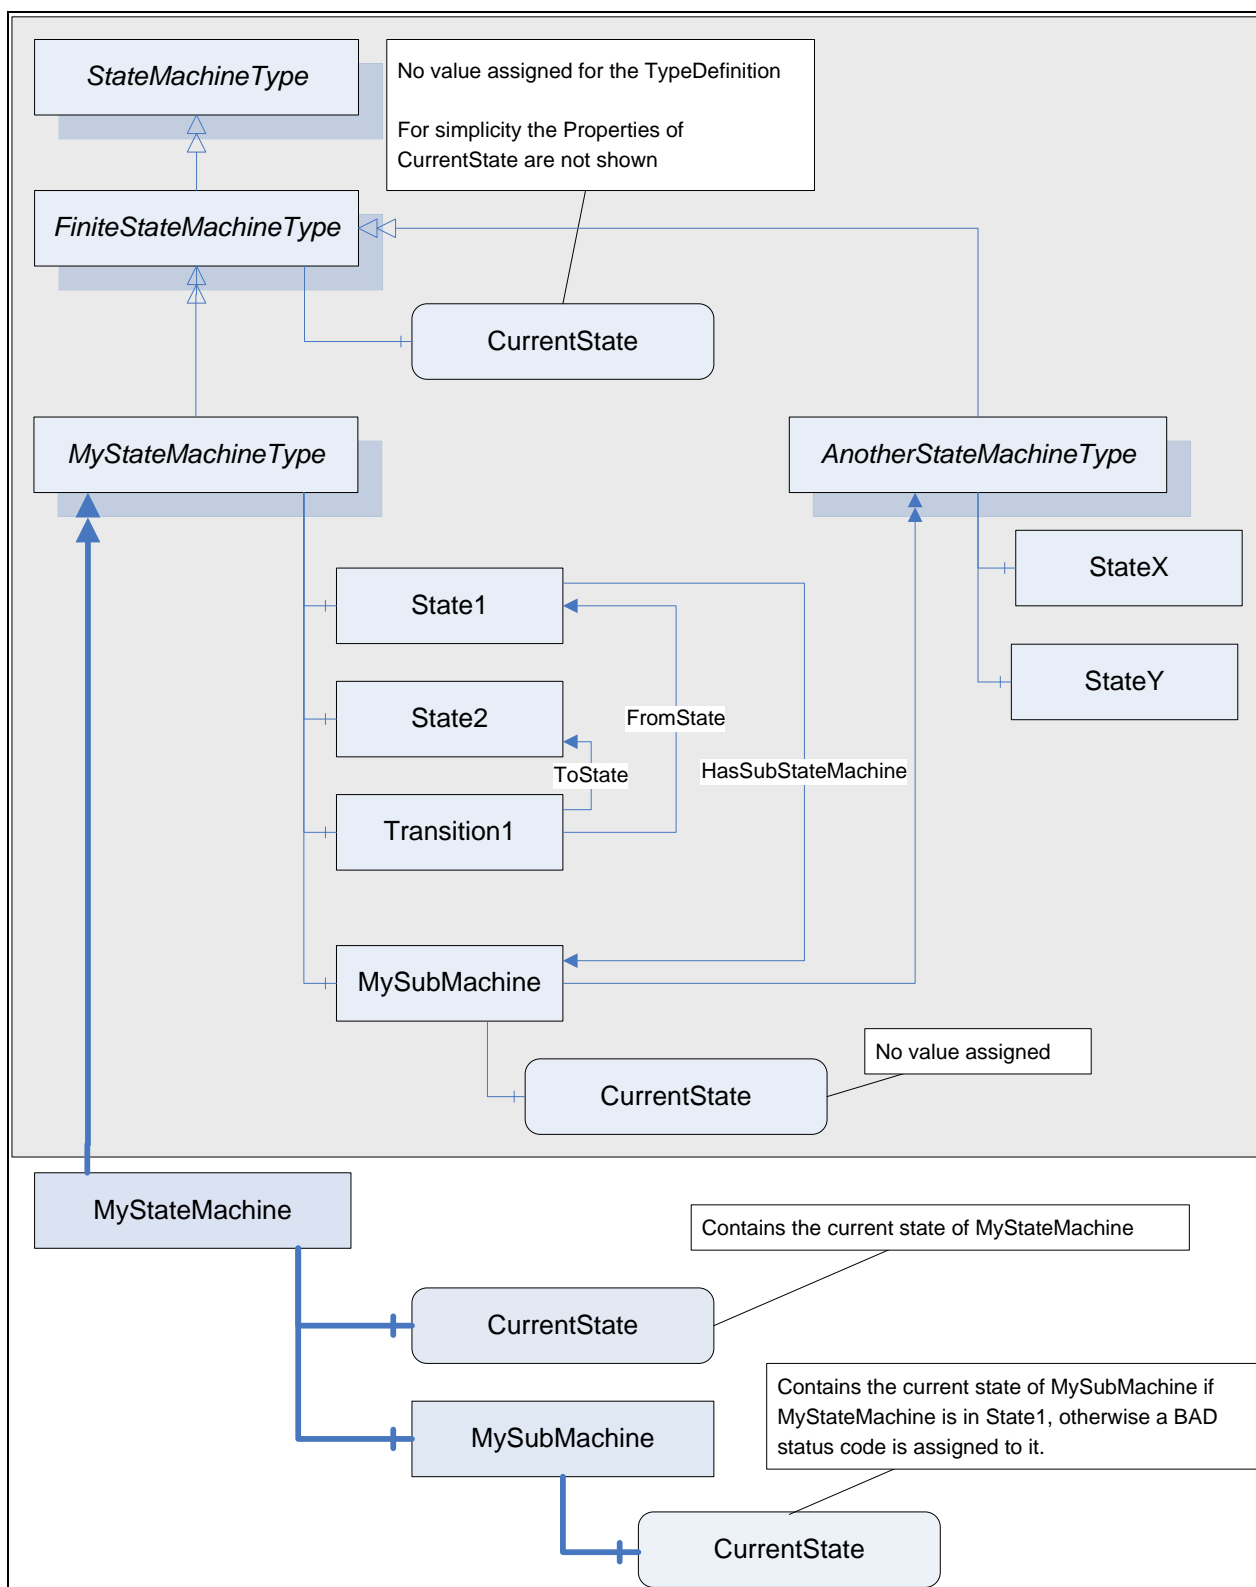 StateMachineType
No value assigned for the TypeDefinition
For simplicity the Properties of
CurrentState are not shown
FiniteStateMachineType
CurrentState
MyStateMachineType
AnotherStateMachineType
StateX
State1
StateY
State2
FromState
ToState
HasSubStateMachine
Transition1
MySubMachine
No value assigned
CurrentState
MyStateMachine
Contains the current state of MyStateMachine
CurrentState
Contains the current state of MySubMachine if
MyStateMachine is in State1, otherwise a BAD
status code is assigned to it.
MySubMachine
CurrentState